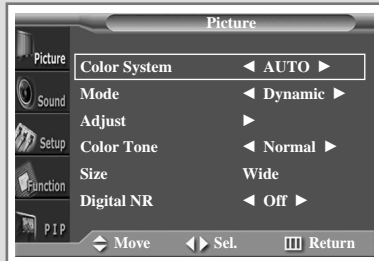 Picture
Picture
Sound
Setup
Function
PIP
Color System ◄ AUTO ►
Mode ◄ Dynamic ►
Adjust ►
Color Tone ◄ Normal ►
Size Wide
Digital NR ◄ Off ►
Move Sel. Return